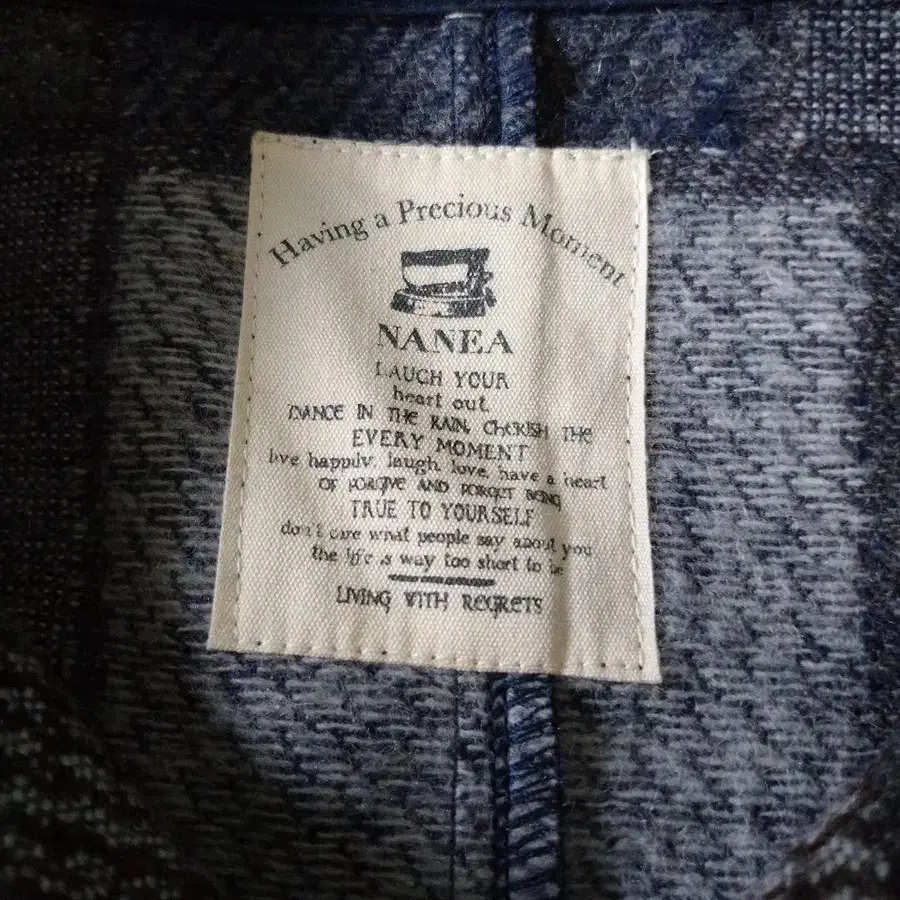 Having a Precious Moment
NANEA
LAUCH YOUR
heart out.
DANCE IN THE RAIN, CHERISH THE
EVERY MOMENT
live happily, laugh, love, have a heart
OF FORGIVE AND FORGET BEING
TRUE TO YOURSELF
don't care what people say about you
the life is way too short to be
LIVING WITH REGRETS